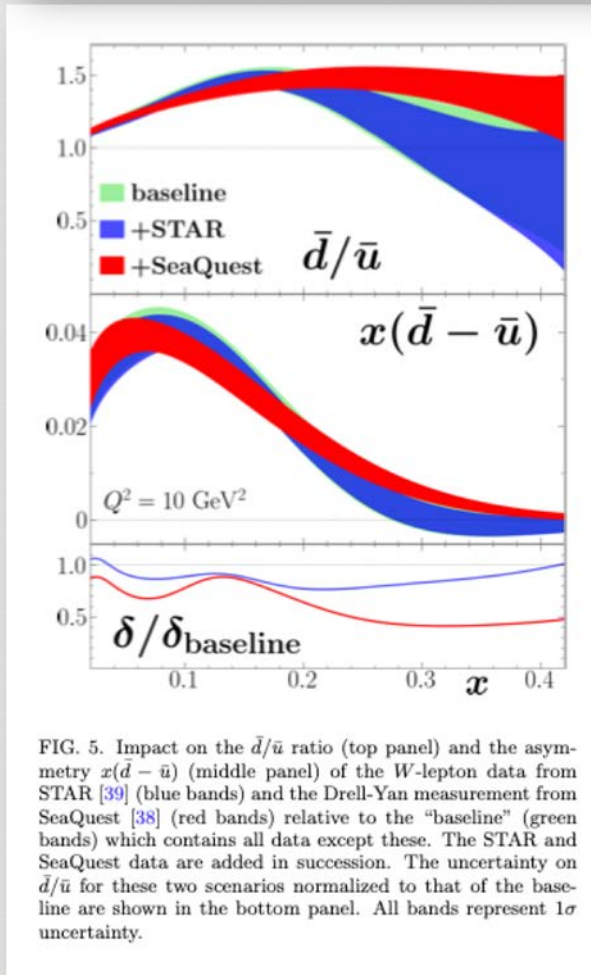 1.5
1.0
0.5
baseline
+STAR
+SeaQuest
d̄/ū
0.04
0.02
0
x(d̄ − ū)
Q² = 10 GeV²
1.0
0.5
δ/δbaseline
0.1 0.2 0.3 x 0.4
FIG. 5. Impact on the d̄/ū ratio (top panel) and the asym-
metry x(d̄ − ū) (middle panel) of the W-lepton data from
STAR [39] (blue bands) and the Drell-Yan measurement from
SeaQuest [38] (red bands) relative to the “baseline” (green
bands) which contains all data except these. The STAR and
SeaQuest data are added in succession. The uncertainty on
d̄/ū for these two scenarios normalized to that of the base-
line are shown in the bottom panel. All bands represent 1σ
uncertainty.